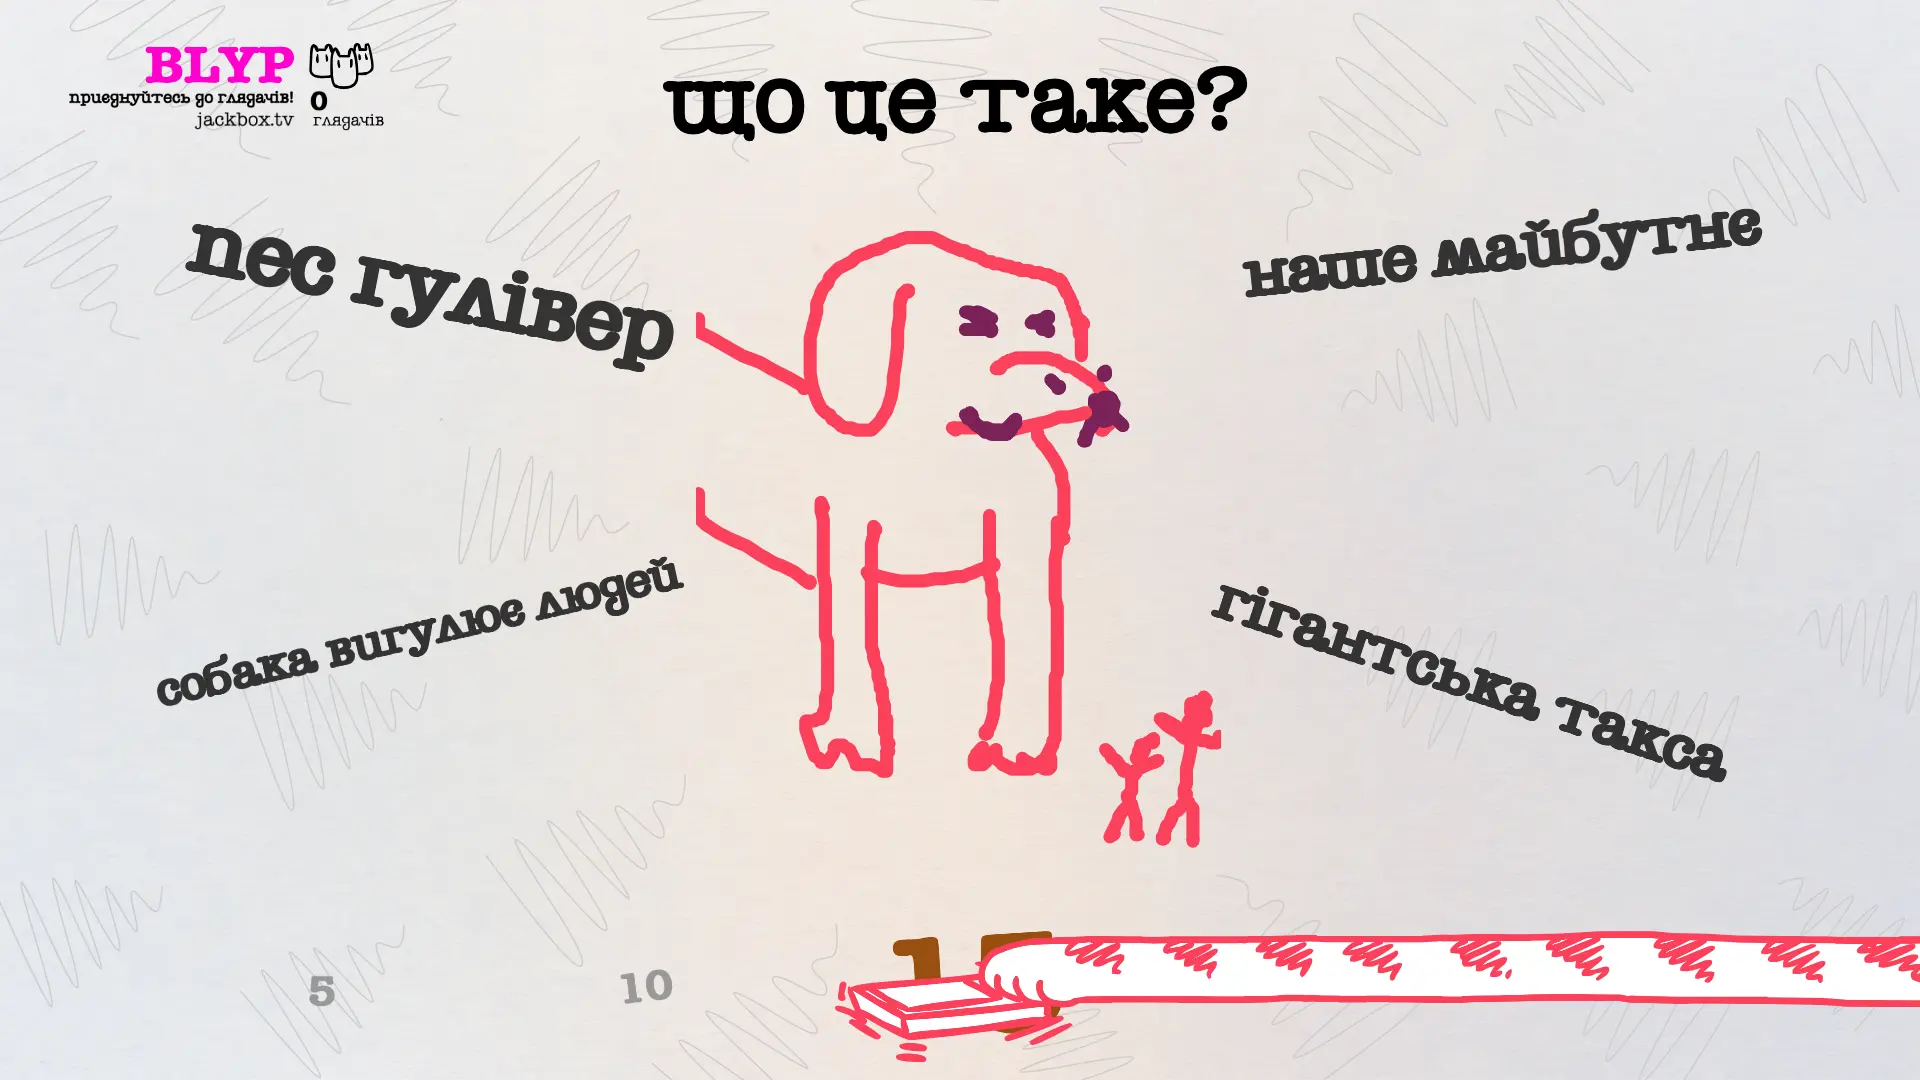 BLYP
приєднуйтесь до глядачів!
jackbox.tv
0
глядачів
що це таке?
пес гулівер
наше майбутнє
собака вигулює людей
гігантська такса
5
10